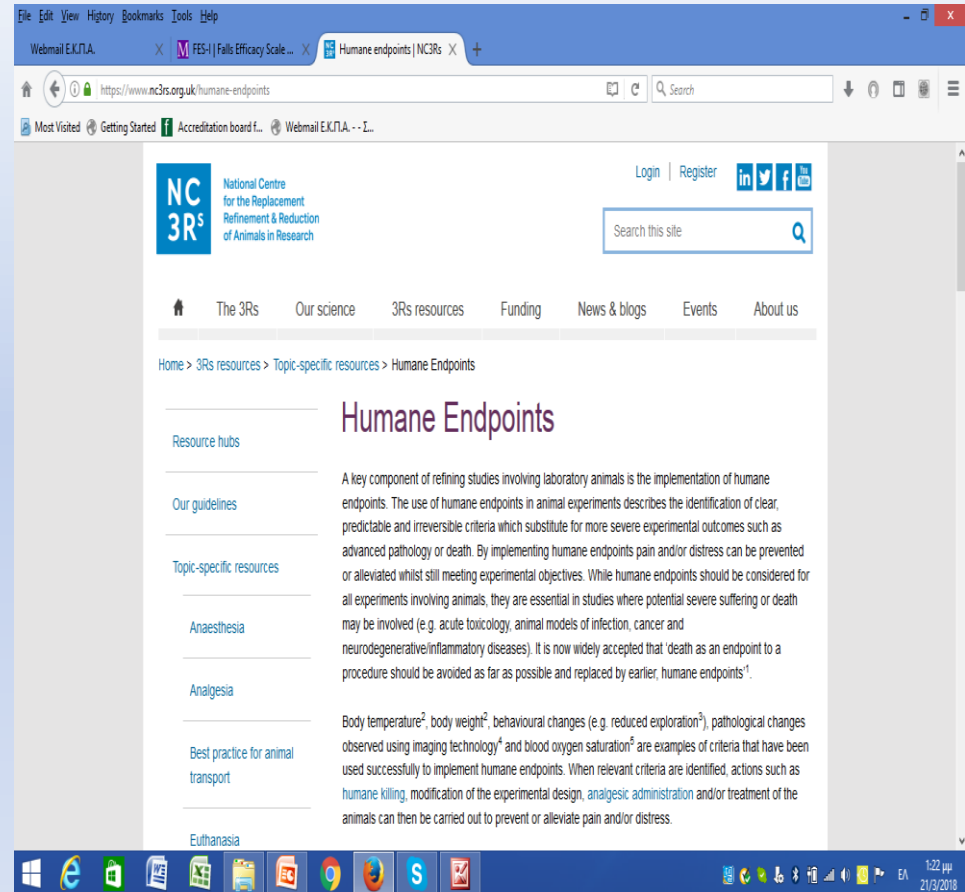 File Edit View History Bookmarks Tools Help
Webmail Ε.Κ.Π.Α.
FES-I | Falls Efficacy Scale ...
Humane endpoints | NC3Rs
https://www.nc3rs.org.uk/humane-endpoints
Search
Most Visited Getting Started Accreditation board f... Webmail Ε.Κ.Π.Α. - - Σ...
NC
3Rs
National Centre
for the Replacement
Refinement & Reduction
of Animals in Research
Login | Register
in f You Tube
Search this site
The 3Rs Our science 3Rs resources Funding News & blogs Events About us
Home > 3Rs resources > Topic-specific resources > Humane Endpoints
Resource hubs
Our guidelines
Topic-specific resources
Anaesthesia
Analgesia
Best practice for animal
transport
Euthanasia
Humane Endpoints
A key component of refining studies involving laboratory animals is the implementation of humane
endpoints. The use of humane endpoints in animal experiments describes the identification of clear,
predictable and irreversible criteria which substitute for more severe experimental outcomes such as
advanced pathology or death. By implementing humane endpoints pain and/or distress can be prevented
or alleviated whilst still meeting experimental objectives. While humane endpoints should be considered for
all experiments involving animals, they are essential in studies where potential severe suffering or death
may be involved (e.g. acute toxicology, animal models of infection, cancer and
neurodegenerative/inflammatory diseases). It is now widely accepted that 'death as an endpoint to a
procedure should be avoided as far as possible and replaced by earlier, humane endpoints'1.
Body temperature2, body weight2, behavioural changes (e.g. reduced exploration3), pathological changes
observed using imaging technology4 and blood oxygen saturation5 are examples of criteria that have been
used successfully to implement humane endpoints. When relevant criteria are identified, actions such as
humane killing, modification of the experimental design, analgesic administration and/or treatment of the
animals can then be carried out to prevent or alleviate pain and/or distress.
ΕΛ
1:22 μμ
21/3/2018